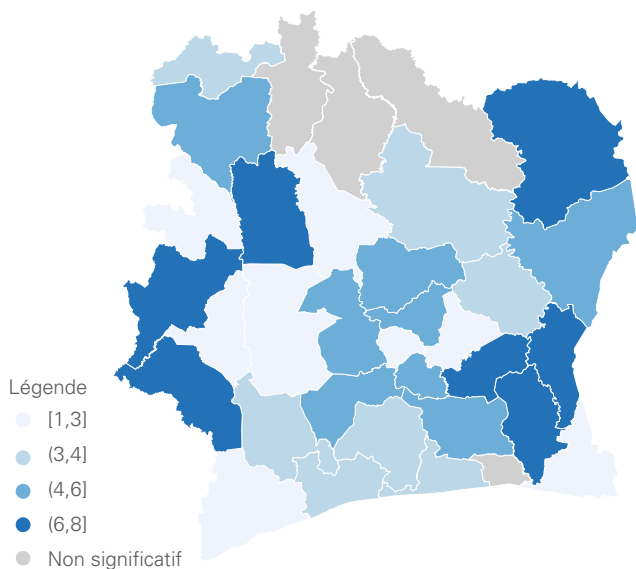 Légende
[1,3]
(3,4]
(4,6]
(6,8]
Non significatif